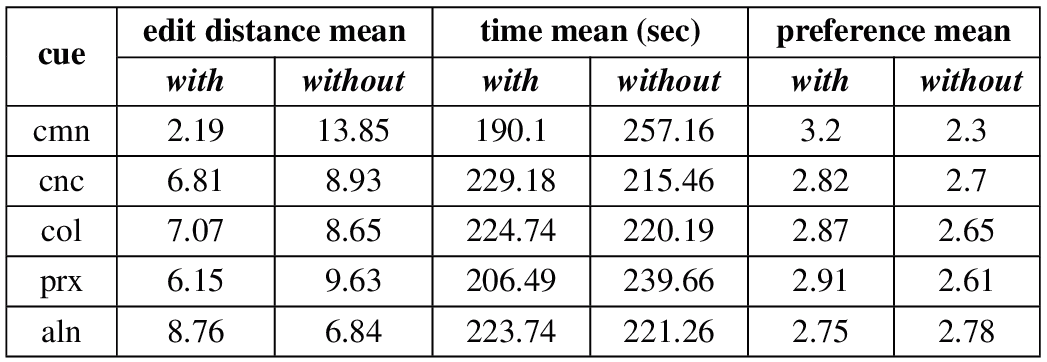 cue edit distance mean time mean (sec) preference mean
with without with without with without
cmn 2.19 13.85 190.1 257.16 3.2 2.3
cnc 6.81 8.93 229.18 215.46 2.82 2.7
col 7.07 8.65 224.74 220.19 2.87 2.65
prx 6.15 9.63 206.49 239.66 2.91 2.61
aln 8.76 6.84 223.74 221.26 2.75 2.78